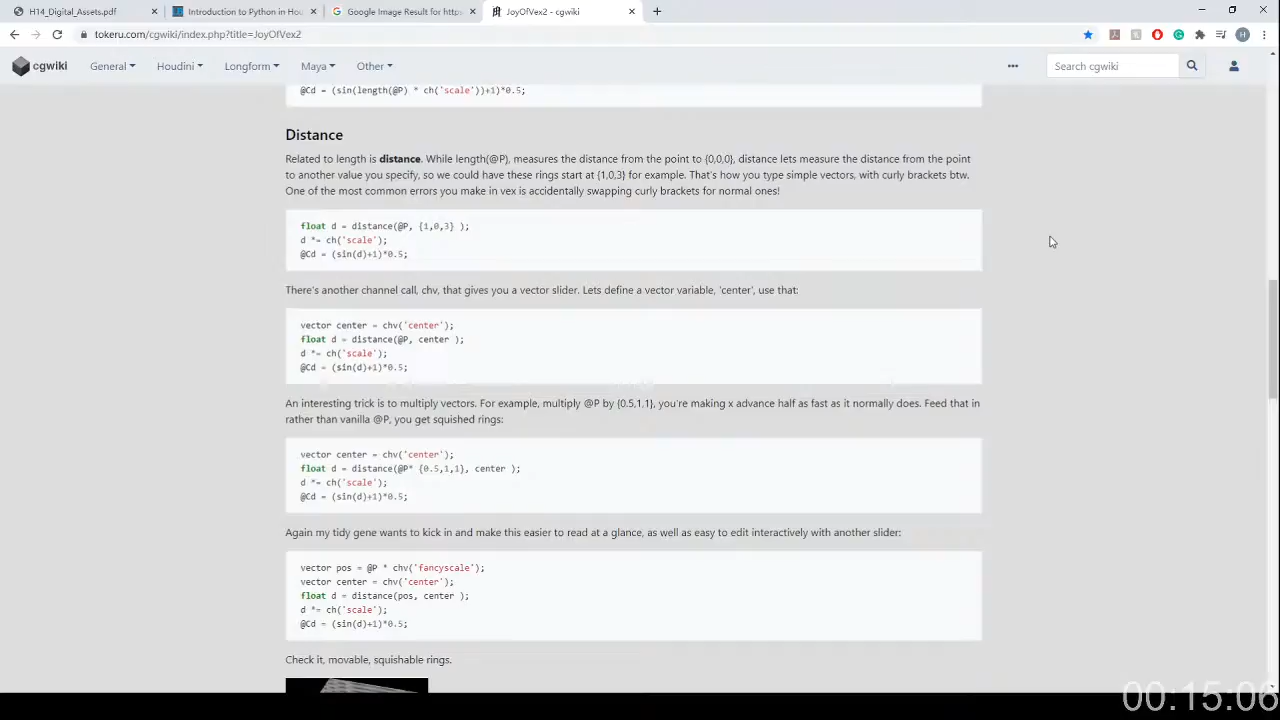 H14_Digital_Assets.pdf
Introduction to Python in Hou
Google Image Result for https
JoyOfVex2 - cgwiki
tokeru.com/cgwiki/index.php?title=JoyOfVex2
cgwiki
General
Houdini
Longform
Maya
Other
Search cgwiki
@Cd = (sin(length(@P) * ch('scale'))+1)*0.5;
Distance
Related to length is distance. While length(@P), measures the distance from the point to {0,0,0}, distance lets measure the distance from the point
to another value you specify, so we could have these rings start at {1,0,3} for example. That's how you type simple vectors, with curly brackets btw.
One of the most common errors you make in vex is accidentally swapping curly brackets for normal ones!
float d = distance(@P, {1,0,3} );
d *= ch('scale');
@Cd = (sin(d)+1)*0.5;
There's another channel call, chv, that gives you a vector slider. Lets define a vector variable, 'center', use that:
vector center = chv('center');
float d = distance(@P, center );
d *= ch('scale');
@Cd = (sin(d)+1)*0.5;
An interesting trick is to multiply vectors. For example, multiply @P by {0.5,1,1}, you're making x advance half as fast as it normally does. Feed that in
rather than vanilla @P, you get squished rings:
vector center = chv('center');
float d = distance(@P* {0.5,1,1}, center );
d *= ch('scale');
@Cd = (sin(d)+1)*0.5;
Again my tidy gene wants to kick in and make this easier to read at a glance, as well as easy to edit interactively with another slider:
vector pos = @P * chv('fancyscale');
vector center = chv('center');
float d = distance(pos, center );
d *= ch('scale');
@Cd = (sin(d)+1)*0.5;
Check it, movable, squishable rings.
00:15:06